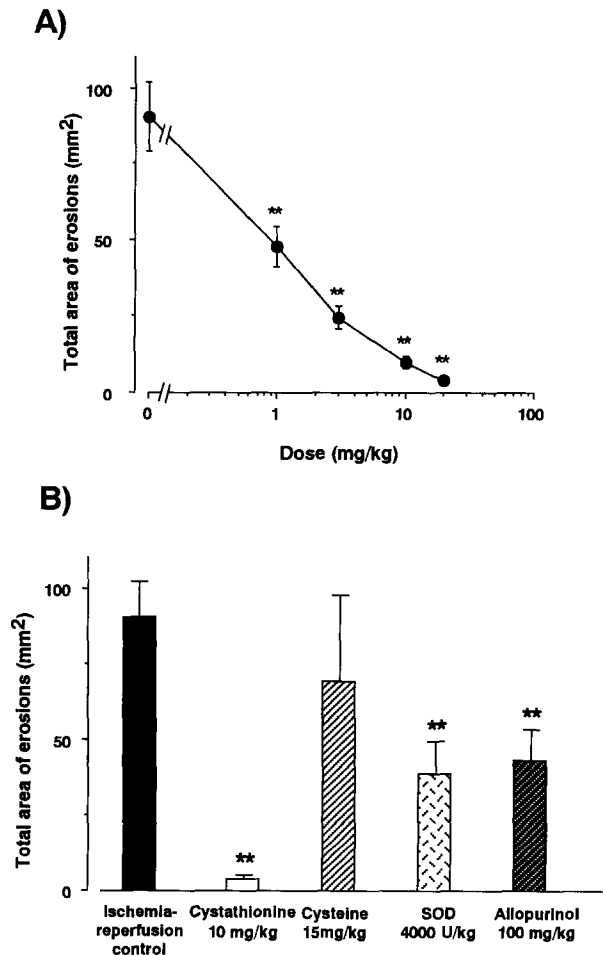 A)
Total area of erosions (mm2)
100
50
0
**
**
**
**
0
1
10
100
Dose (mg/kg)
B)
Total area of erosions (mm2)
100
50
0
**
**
**
Ischemia-
reperfusion
control
Cystathionine
10 mg/kg
Cysteine
15mg/kg
SOD
4000 U/kg
Allopurinol
100 mg/kg